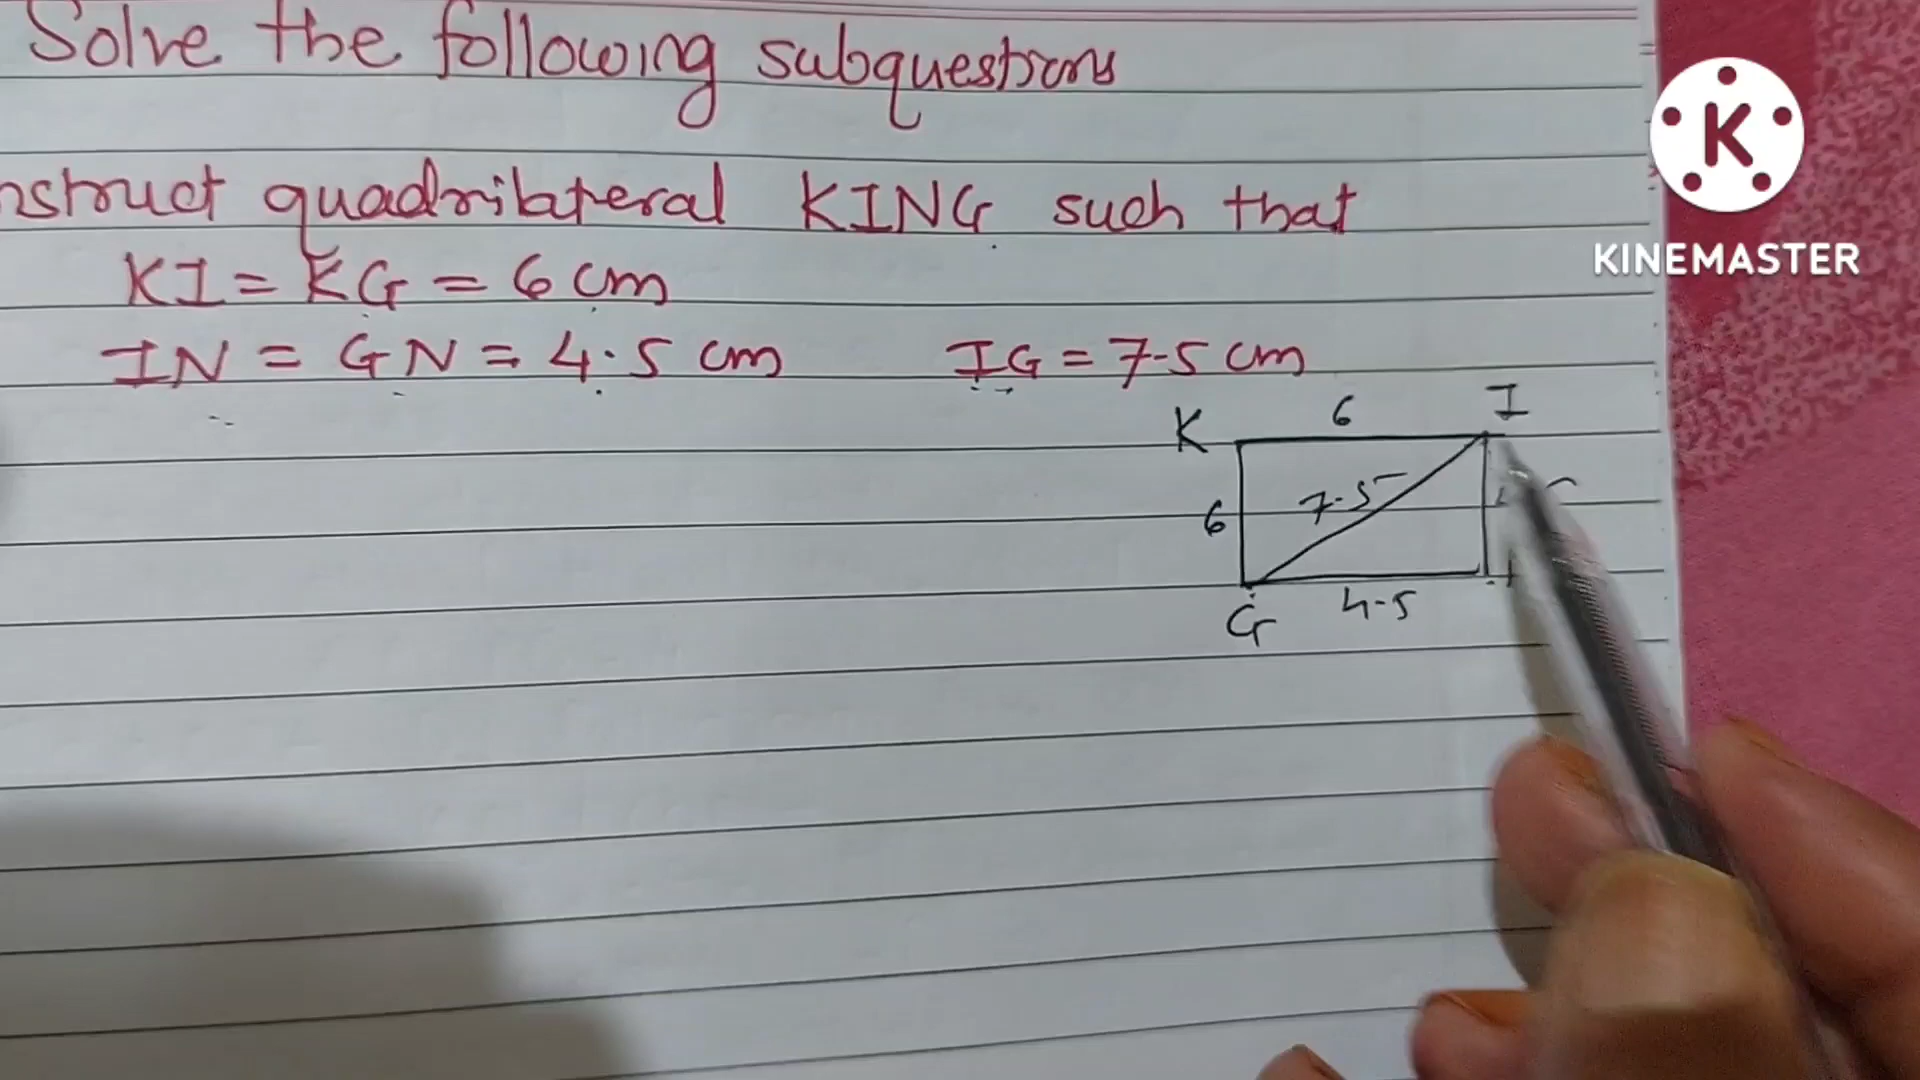 Solve the following subquestions
nstruct quadrilateral KING such that
KI = KG = 6 cm
IN = GN = 4.5 cm IG = 7.5 cm
K 6 I
7.5
6
G 4.5
K
KINEMASTER